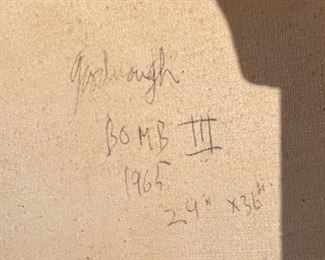 Goodnough
BOMB III
1965
24" x 36"